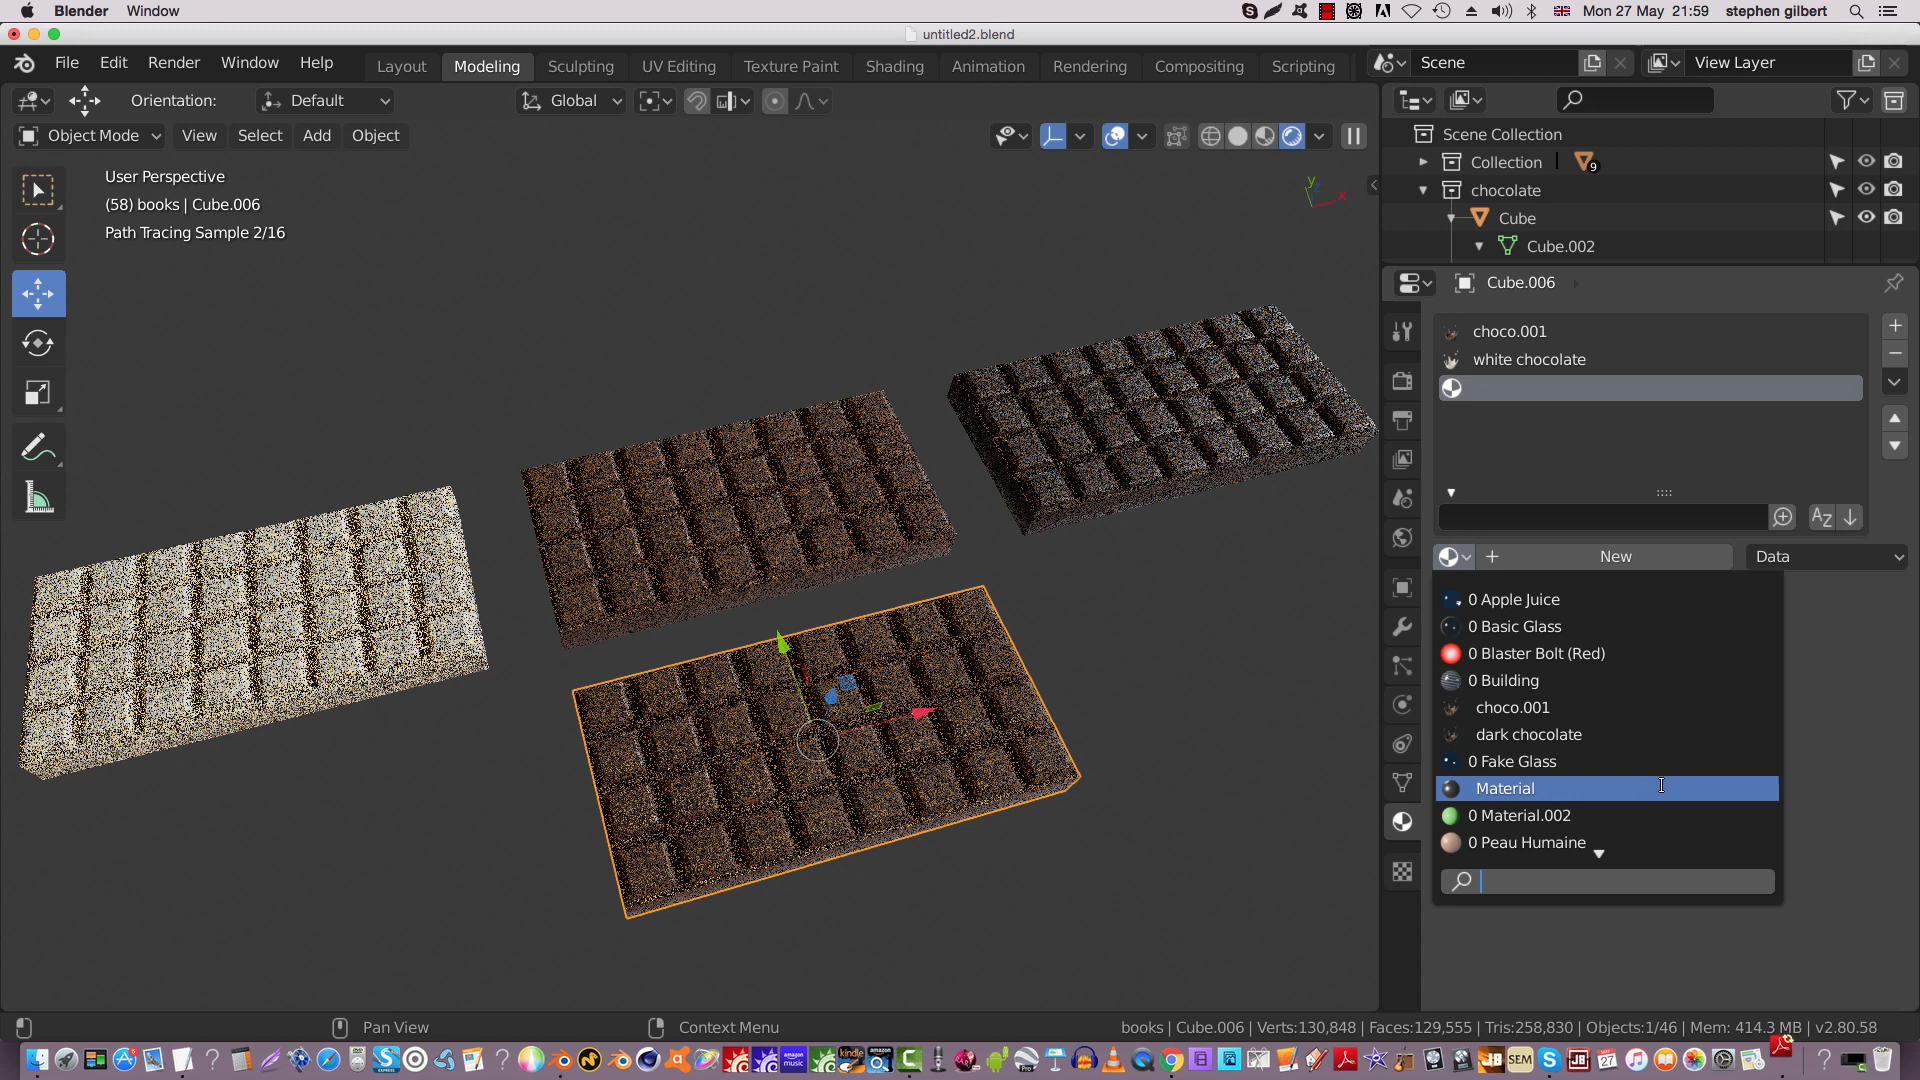 Blender Window Mon 27 May 21:59 stephen gilbert
untitled2.blend
File Edit Render Window Help Layout Modeling Sculpting UV Editing Texture Paint Shading Animation Rendering Compositing Scripting Scene View Layer
Orientation: Default Global
Object Mode View Select Add Object
Scene Collection
Collection 9
chocolate
Cube
Cube.002
User Perspective
(58) books | Cube.006
Path Tracing Sample 2/16
Y
Z
X
Cube.006
choco.001
white chocolate
AZ
New Data
0 Apple Juice
0 Basic Glass
0 Blaster Bolt (Red)
0 Building
choco.001
dark chocolate
0 Fake Glass
Material
0 Material.002
0 Peau Humaine
Pan View Context Menu books | Cube.006 | Verts:130,848 | Faces:129,555 | Tris:258,830 | Objects:1/46 | Mem: 414.3 MB | v2.80.58